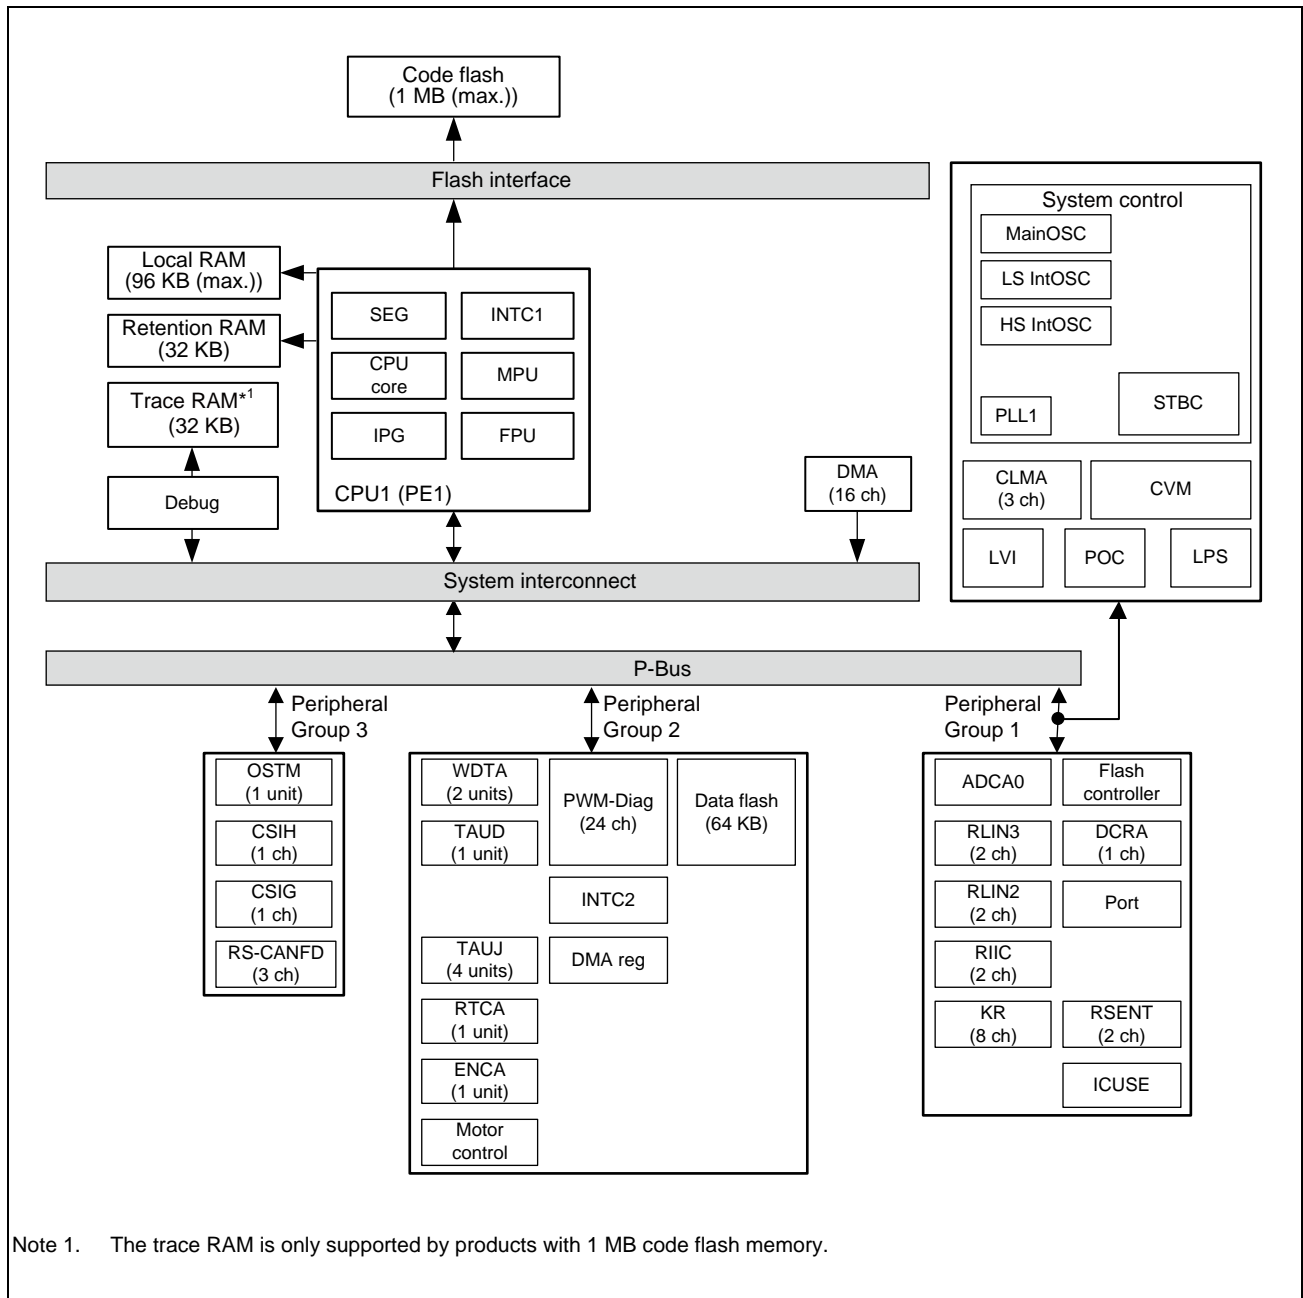 Code flash
(1 MB (max.))
Flash interface
Local RAM
(96 KB (max.))
Retention RAM
(32 KB)
Trace RAM*1
(32 KB)
Debug
SEG
INTC1
CPU
core
MPU
IPG
FPU
CPU1 (PE1)
DMA
(16 ch)
System control
MainOSC
LS IntOSC
HS IntOSC
PLL1
STBC
CLMA
(3 ch)
CVM
LVI
POC
LPS
System interconnect
P-Bus
Peripheral
Group 3
Peripheral
Group 2
Peripheral
Group 1
OSTM
(1 unit)
CSIH
(1 ch)
CSIG
(1 ch)
RS-CANFD
(3 ch)
WDTA
(2 units)
TAUD
(1 unit)
TAUJ
(4 units)
RTCA
(1 unit)
ENCA
(1 unit)
Motor
control
PWM-Diag
(24 ch)
INTC2
DMA reg
Data flash
(64 KB)
ADCA0
RLIN3
(2 ch)
RLIN2
(2 ch)
RIIC
(2 ch)
KR
(8 ch)
Flash
controller
DCRA
(1 ch)
Port
RSENT
(2 ch)
ICUSE
Note 1. The trace RAM is only supported by products with 1 MB code flash memory.